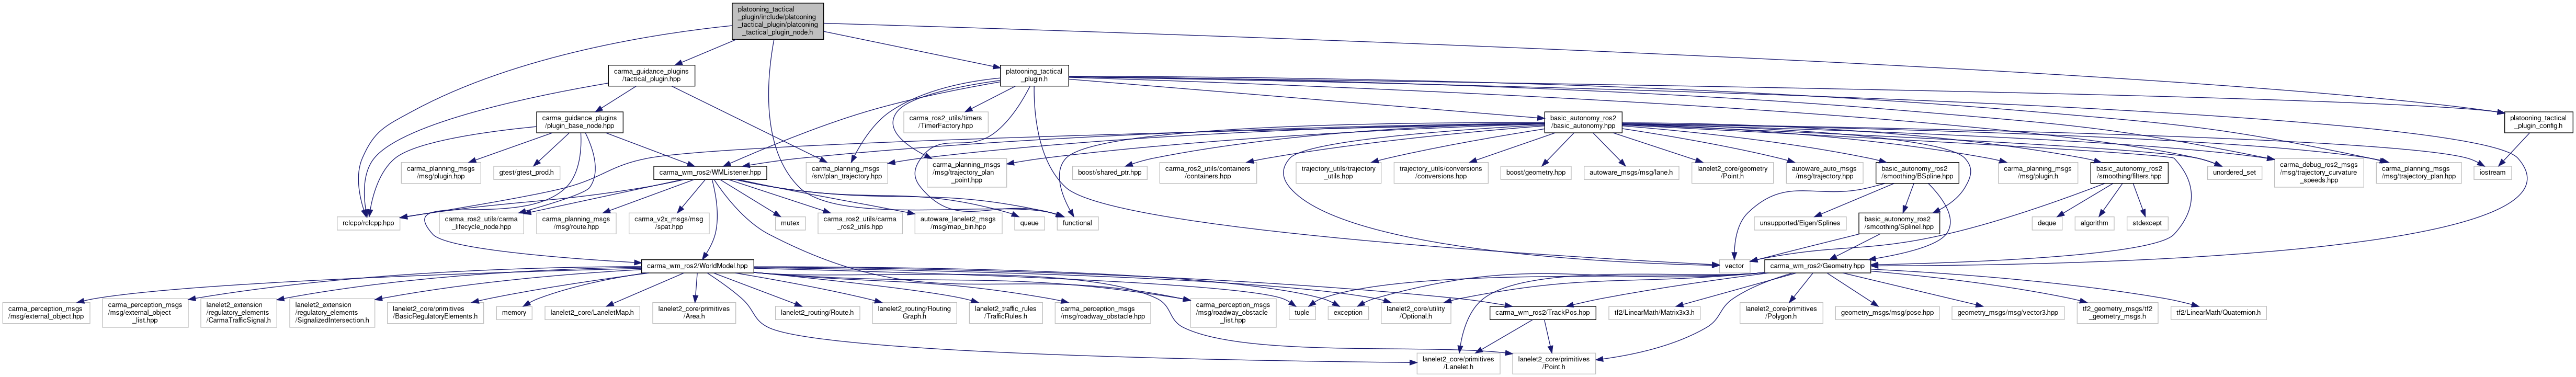 platooning_tactical
_plugin/include/platooning
_tactical_plugin/platooning
_tactical_plugin_node.h
carma_guidance_plugins
/tactical_plugin.hpp
platooning_tactical
_plugin.h
carma_guidance_plugins
/plugin_base_node.hpp
carma_ros2_utils/timers
/TimerFactory.hpp
basic_autonomy_ros2
/basic_autonomy.hpp
platooning_tactical
_plugin_config.h
carma_planning_msgs
/msg/plugin.hpp
gtest/gtest_prod.h
carma_wm_ros2/WMListener.hpp
carma_planning_msgs
/srv/plan_trajectory.hpp
carma_planning_msgs
/msg/trajectory_plan
_point.hpp
boost/shared_ptr.hpp
carma_ros2_utils/containers
/containers.hpp
trajectory_utils/trajectory
_utils.hpp
trajectory_utils/conversions
/conversions.hpp
boost/geometry.hpp
autoware_msgs/msg/lane.h
lanelet2_core/geometry
/Point.h
autoware_auto_msgs
/msg/trajectory.hpp
basic_autonomy_ros2
/smoothing/BSpline.hpp
carma_planning_msgs
/msg/plugin.h
basic_autonomy_ros2
/smoothing/filters.hpp
unordered_set
carma_debug_ros2_msgs
/msg/trajectory_curvature
_speeds.hpp
carma_planning_msgs
/msg/trajectory_plan.hpp
iostream
rclcpp/rclcpp.hpp
carma_ros2_utils/carma
_lifecycle_node.hpp
carma_planning_msgs
/msg/route.hpp
carma_v2x_msgs/msg
/spat.hpp
mutex
carma_ros2_utils/carma
_ros2_utils.hpp
autoware_lanelet2_msgs
/msg/map_bin.hpp
queue
functional
unsupported/Eigen/Splines
basic_autonomy_ros2
/smoothing/SplineI.hpp
deque
algorithm
stdexcept
carma_wm_ros2/WorldModel.hpp
vector
carma_wm_ros2/Geometry.hpp
carma_perception_msgs
/msg/external_object.hpp
carma_perception_msgs
/msg/external_object
_list.hpp
lanelet2_extension
/regulatory_elements
/CarmaTrafficSignal.h
lanelet2_extension
/regulatory_elements
/SignalizedIntersection.h
lanelet2_core/primitives
/BasicRegulatoryElements.h
memory
lanelet2_core/LaneletMap.h
lanelet2_core/primitives
/Area.h
lanelet2_routing/Route.h
lanelet2_routing/Routing
Graph.h
lanelet2_traffic_rules
/TrafficRules.h
carma_perception_msgs
/msg/roadway_obstacle.hpp
carma_perception_msgs
/msg/roadway_obstacle
_list.hpp
tuple
exception
lanelet2_core/utility
/Optional.h
carma_wm_ros2/TrackPos.hpp
tf2/LinearMath/Matrix3x3.h
lanelet2_core/primitives
/Polygon.h
geometry_msgs/msg/pose.hpp
geometry_msgs/msg/vector3.hpp
tf2_geometry_msgs/tf2
_geometry_msgs.h
tf2/LinearMath/Quaternion.h
lanelet2_core/primitives
/Lanelet.h
lanelet2_core/primitives
/Point.h